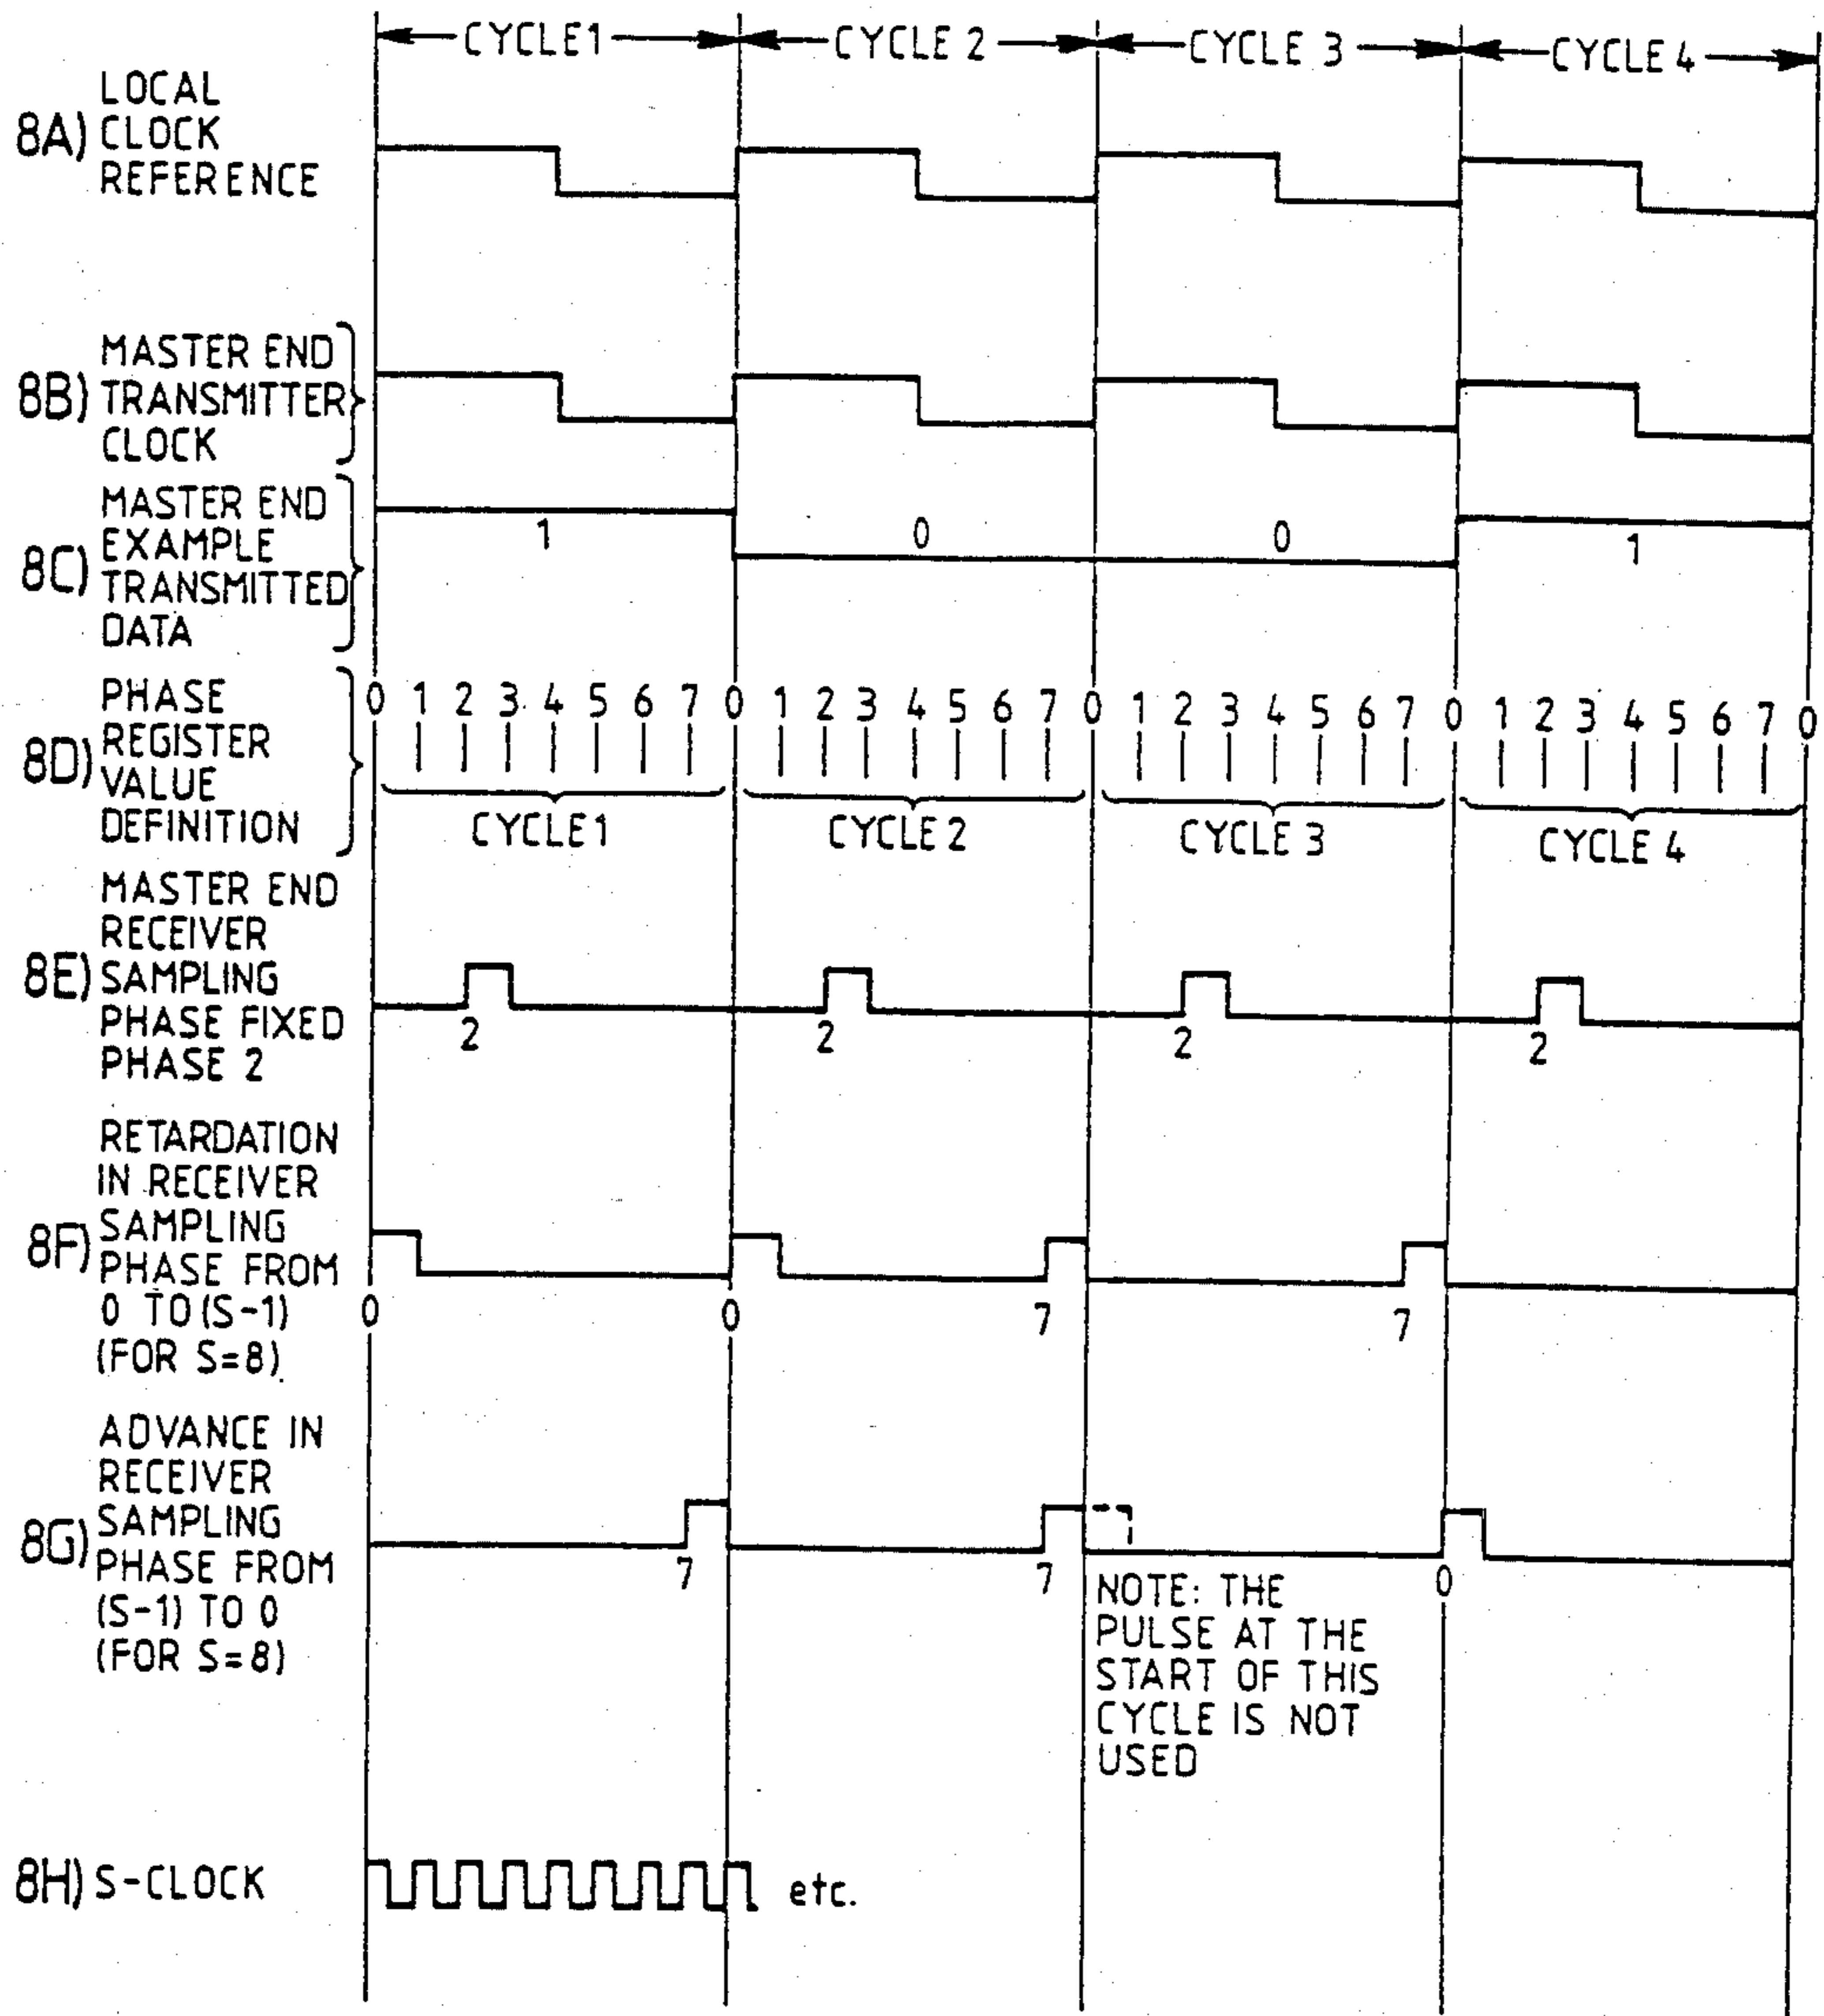 CYCLE1 CYCLE 2 CYCLE 3 CYCLE 4
8A) LOCAL
CLOCK
REFERENCE
8B) MASTER END
TRANSMITTER
CLOCK
8C) MASTER END
EXAMPLE
TRANSMITTED
DATA
1 0 0 1
8D) PHASE
REGISTER
VALUE
DEFINITION
0 1 2 3 4 5 6 7 0 1 2 3 4 5 6 7 0 1 2 3 4 5 6 7 0 1 2 3 4 5 6 7 0
CYCLE1 CYCLE 2 CYCLE 3 CYCLE 4
8E) MASTER END
RECEIVER
SAMPLING
PHASE FIXED
PHASE 2
2 2 2 2
8F) RETARDATION
IN RECEIVER
SAMPLING
PHASE FROM
0 TO (S-1)
(FOR S=8)
0 0 7 7
8G) ADVANCE IN
RECEIVER
SAMPLING
PHASE FROM
(S-1) TO 0
(FOR S=8)
7 7 0
NOTE: THE
PULSE AT THE
START OF THIS
CYCLE IS NOT
USED
8H) S-CLOCK
etc.